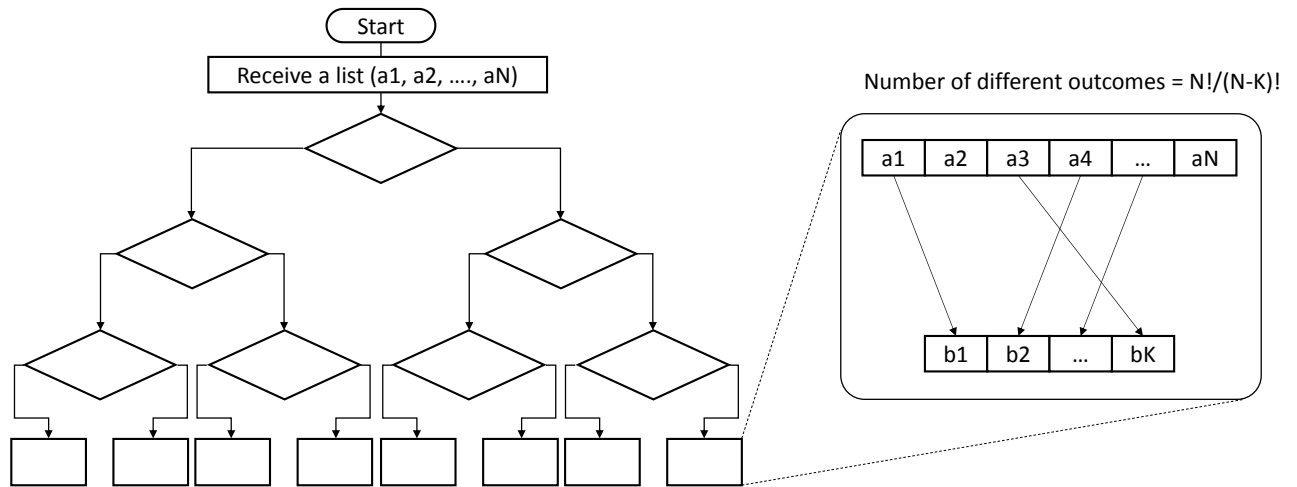 Start
Receive a list (a1, a2, …., aN)
Number of different outcomes = N!/(N-K)!
a1 a2 a3 a4 … aN
b1 b2 … bK